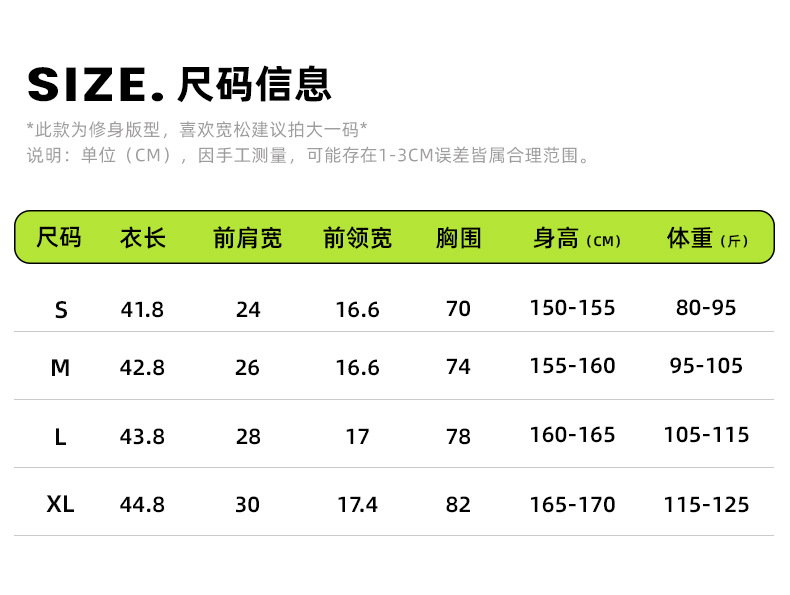 SIZE. 尺码信息
*此款为修身版型，喜欢宽松建议拍大一码*
说明：单位（CM），因手工测量，可能存在1-3CM误差皆属合理范围。
尺码 衣长 前肩宽 前领宽 胸围 身高（CM） 体重（斤）
S 41.8 24 16.6 70 150-155 80-95
M 42.8 26 16.6 74 155-160 95-105
L 43.8 28 17 78 160-165 105-115
XL 44.8 30 17.4 82 165-170 115-125